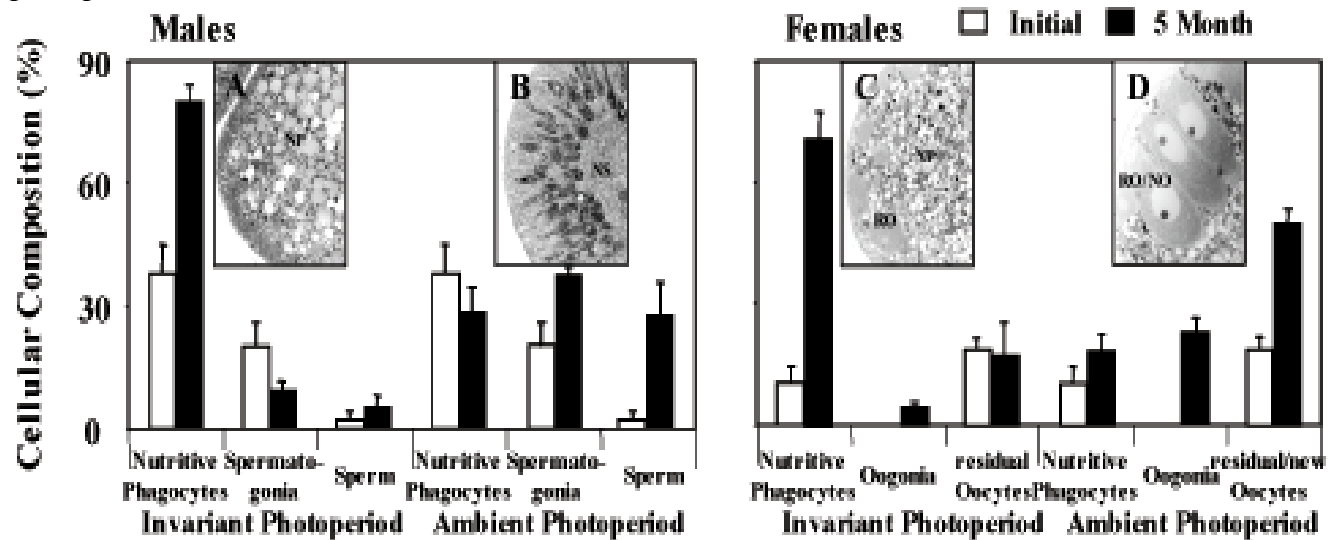 Males
Females
Initial
5 Month
Cellular Composition (%)
90
60
30
0
A
NP
B
NS
C
NP
RO
D
RO/NO
Nutritive Phagocytes
Spermato-
gonia
Sperm
Nutritive Phagocytes
Spermato-
gonia
Sperm
Invariant Photoperiod
Ambient Photoperiod
Nutritive Phagocytes
Oogonia
residual
Oocytes
Nutritive Phagocytes
Oogonia
residual/new
Oocytes
Invariant Photoperiod
Ambient Photoperiod